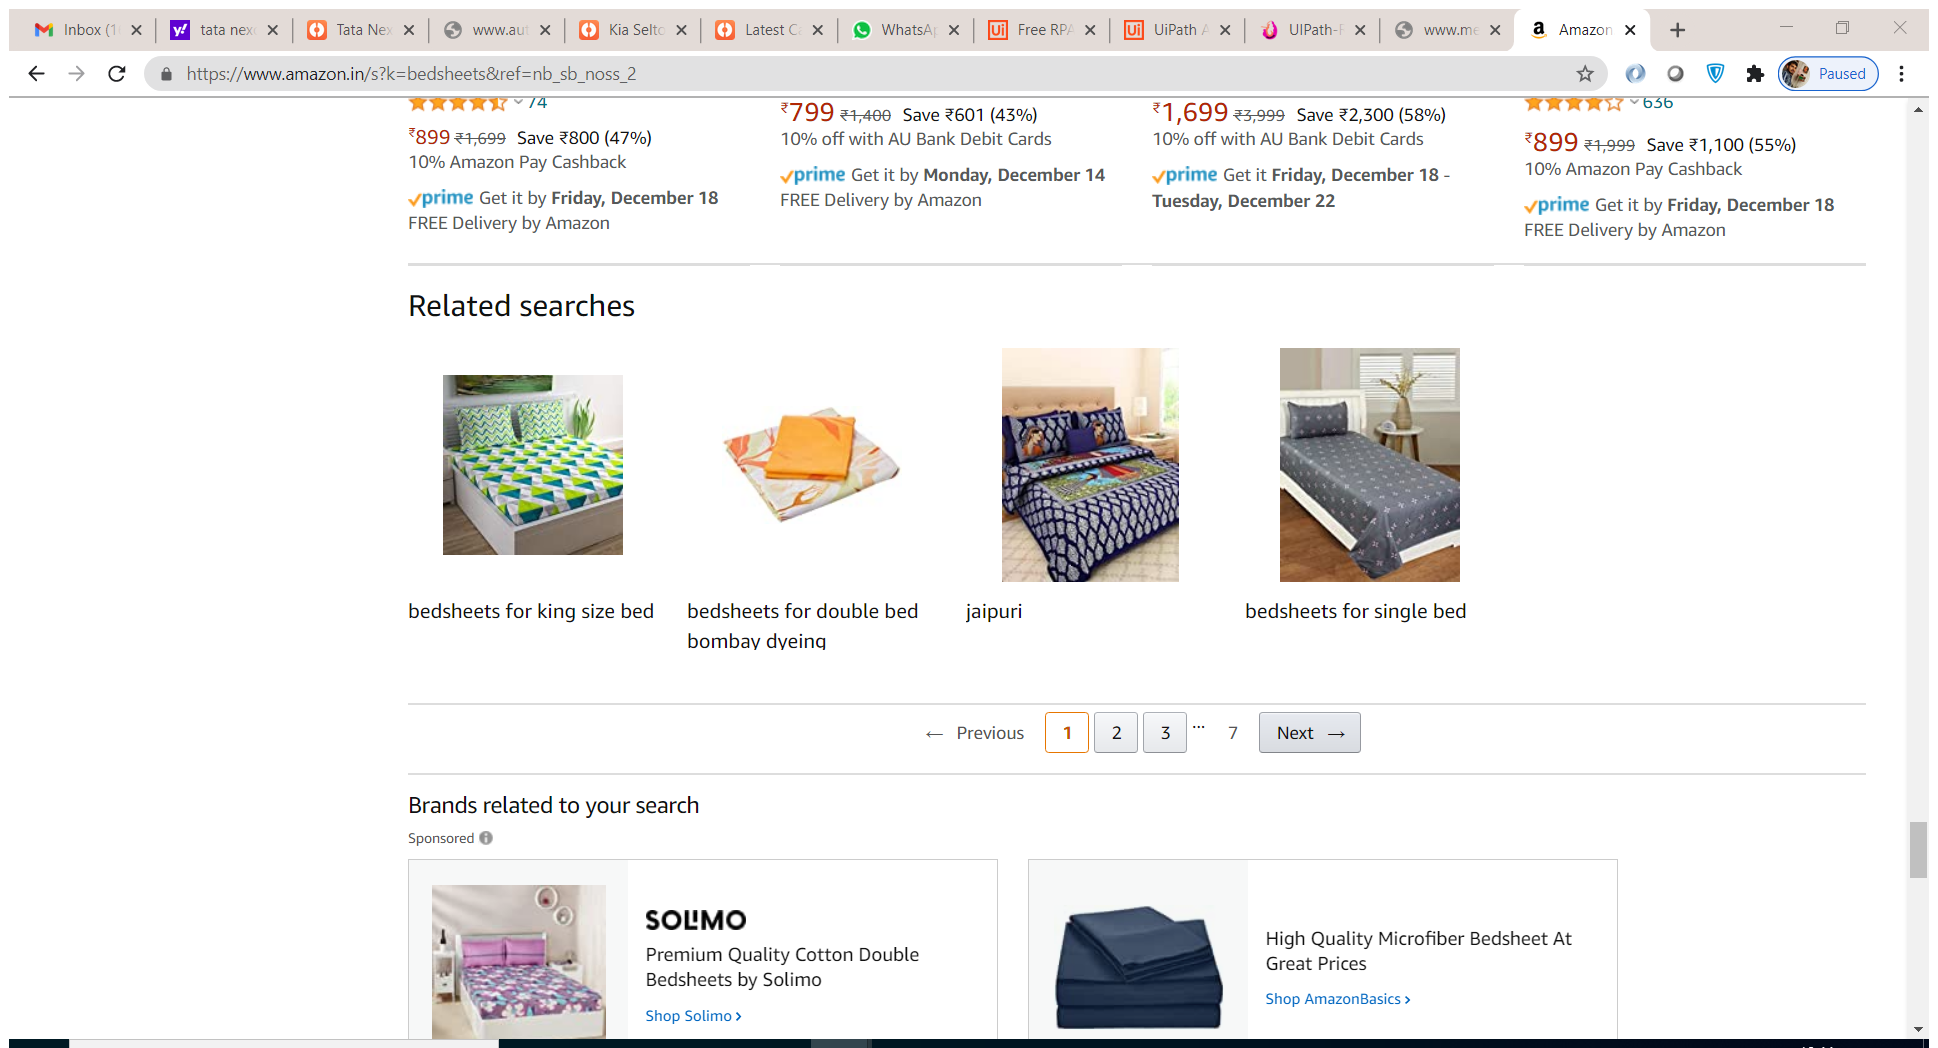 Inbox (1
tata nex
Tata Nex
www.aut
Kia Selto
Latest Ca
WhatsAp
Free RPA
UiPath A
UIPath-F
www.me
Amazon
https://www.amazon.in/s?k=bedsheets&ref=nb_sb_noss_2
Paused
74
₹899 ₹1,699 Save ₹800 (47%)
10% Amazon Pay Cashback
prime Get it by Friday, December 18
FREE Delivery by Amazon
₹799 ₹1,400 Save ₹601 (43%)
10% off with AU Bank Debit Cards
prime Get it by Monday, December 14
FREE Delivery by Amazon
₹1,699 ₹3,999 Save ₹2,300 (58%)
10% off with AU Bank Debit Cards
prime Get it Friday, December 18 -
Tuesday, December 22
636
₹899 ₹1,999 Save ₹1,100 (55%)
10% Amazon Pay Cashback
prime Get it by Friday, December 18
FREE Delivery by Amazon
Related searches
bedsheets for king size bed
bedsheets for double bed
bombay dyeing
jaipuri
bedsheets for single bed
← Previous 1 2 3 ... 7 Next →
Brands related to your search
Sponsored
SOLIMO
Premium Quality Cotton Double
Bedsheets by Solimo
Shop Solimo ›
High Quality Microfiber Bedsheet At
Great Prices
Shop AmazonBasics ›